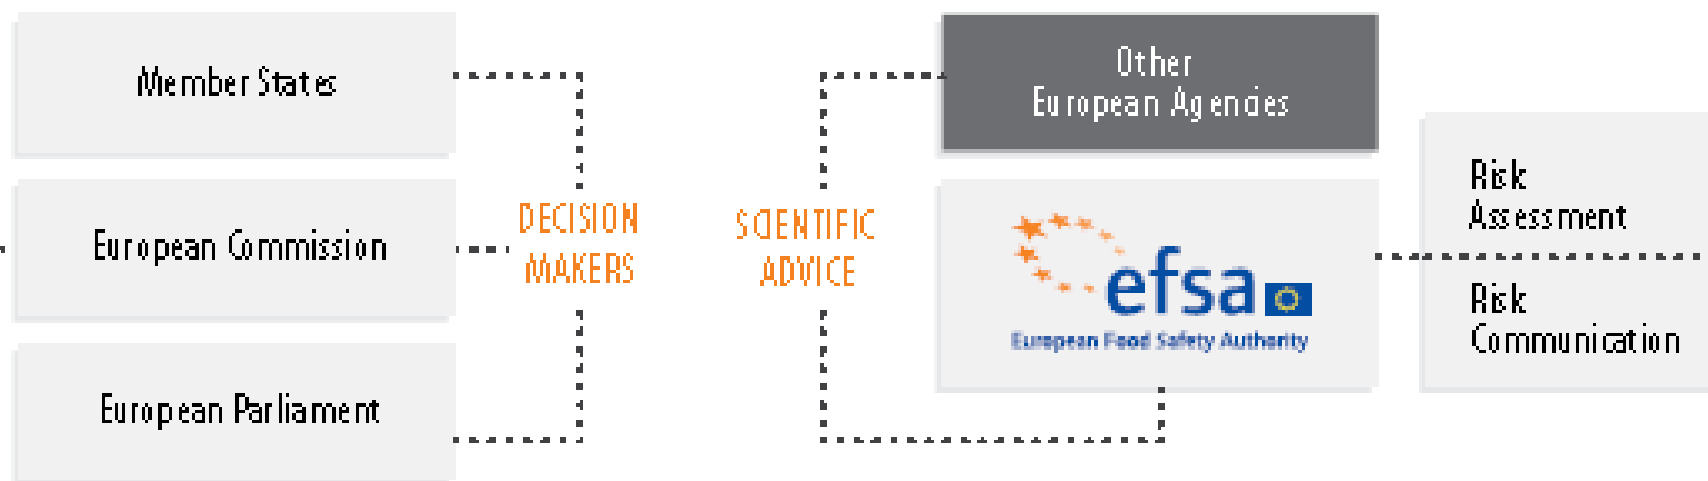 Member States
European Commission
European Parliament
DECISION
MAKERS
SCIENTIFIC
ADVICE
Other
European Agencies
efsa
European Food Safety Authority
Risk
Assessment
Risk
Communication